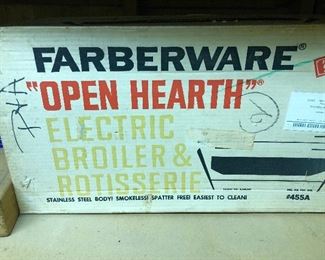 FARBERWARE®
"OPEN HEARTH"®
ELECTRIC
BROILER &
ROTISSERIE
STAINLESS STEEL BODY! SMOKELESS! SPATTER FREE! EASIEST TO CLEAN!
#455A